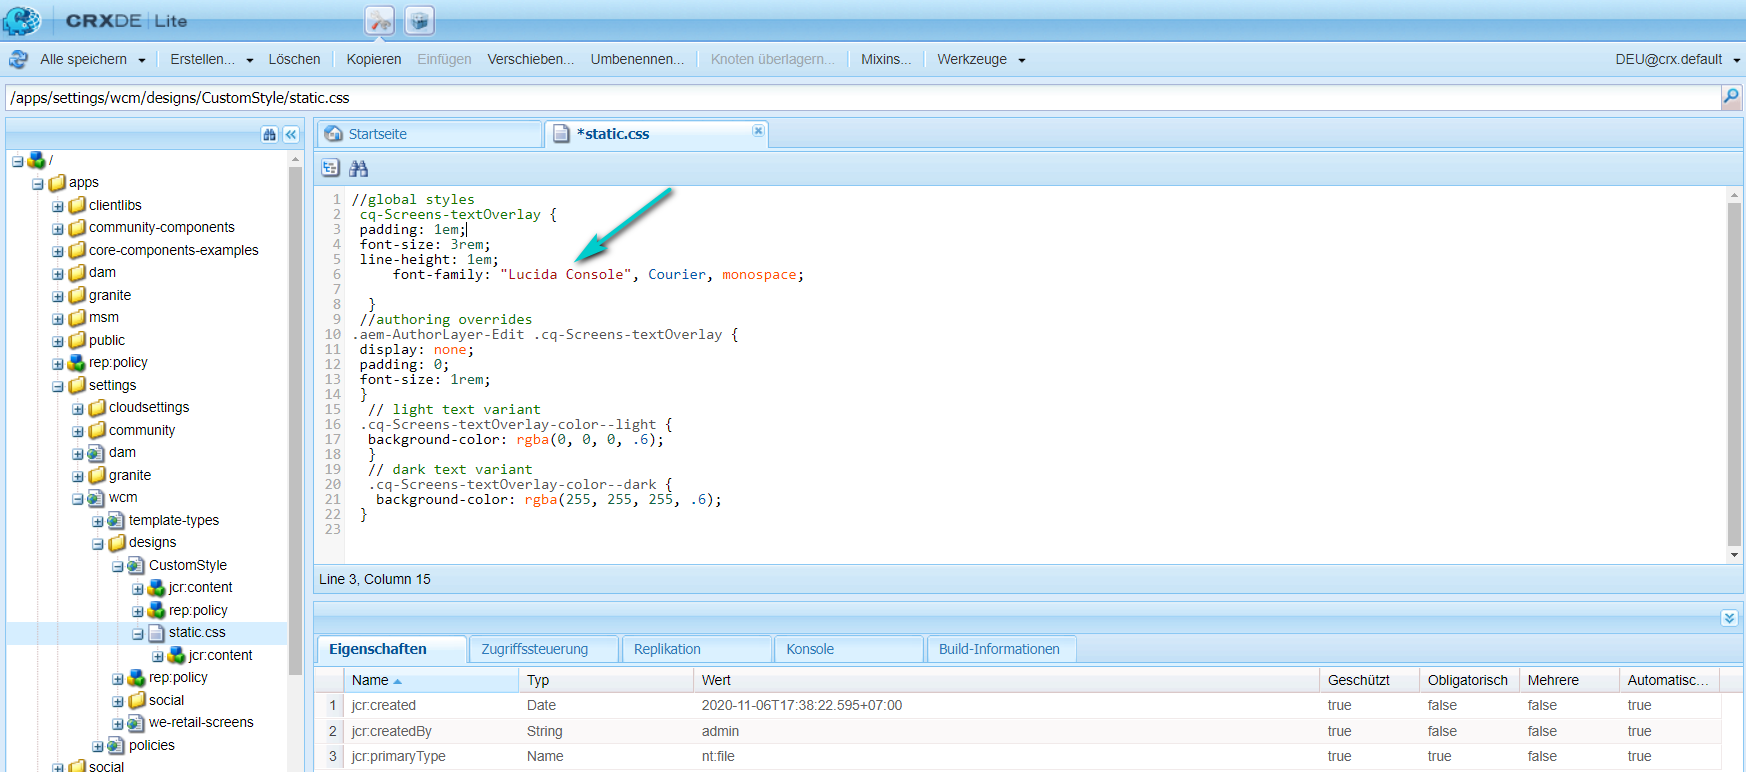 CRXDE | Lite
Alle speichern Erstellen... Löschen Kopieren Einfügen Verschieben... Umbenennen... Knoten überlagern... Mixins... Werkzeuge DEU@crx.default
/apps/settings/wcm/designs/CustomStyle/static.css
/
apps
clientlibs
community-components
core-components-examples
dam
granite
msm
public
rep:policy
settings
cloudsettings
community
dam
granite
wcm
template-types
designs
CustomStyle
jcr:content
rep:policy
static.css
jcr:content
rep:policy
social
we-retail-screens
policies
social
Startseite *static.css
1 //global styles
2 cq-Screens-textOverlay {
3 padding: 1em;
4 font-size: 3rem;
5 line-height: 1em;
6 font-family: "Lucida Console", Courier, monospace;
7
8 }
9 //authoring overrides
10 .aem-AuthorLayer-Edit .cq-Screens-textOverlay {
11 display: none;
12 padding: 0;
13 font-size: 1rem;
14 }
15 // light text variant
16 .cq-Screens-textOverlay-color--light {
17 background-color: rgba(0, 0, 0, .6);
18 }
19 // dark text variant
20 .cq-Screens-textOverlay-color--dark {
21 background-color: rgba(255, 255, 255, .6);
22 }
23
Line 3, Column 15
Eigenschaften Zugriffssteuerung Replikation Konsole Build-Informationen
Name Typ Wert Geschützt Obligatorisch Mehrere Automatisc...
1 jcr:created Date 2020-11-06T17:38:22.595+07:00 true false false true
2 jcr:createdBy String admin true false false true
3 jcr:primaryType Name nt:file true true false true